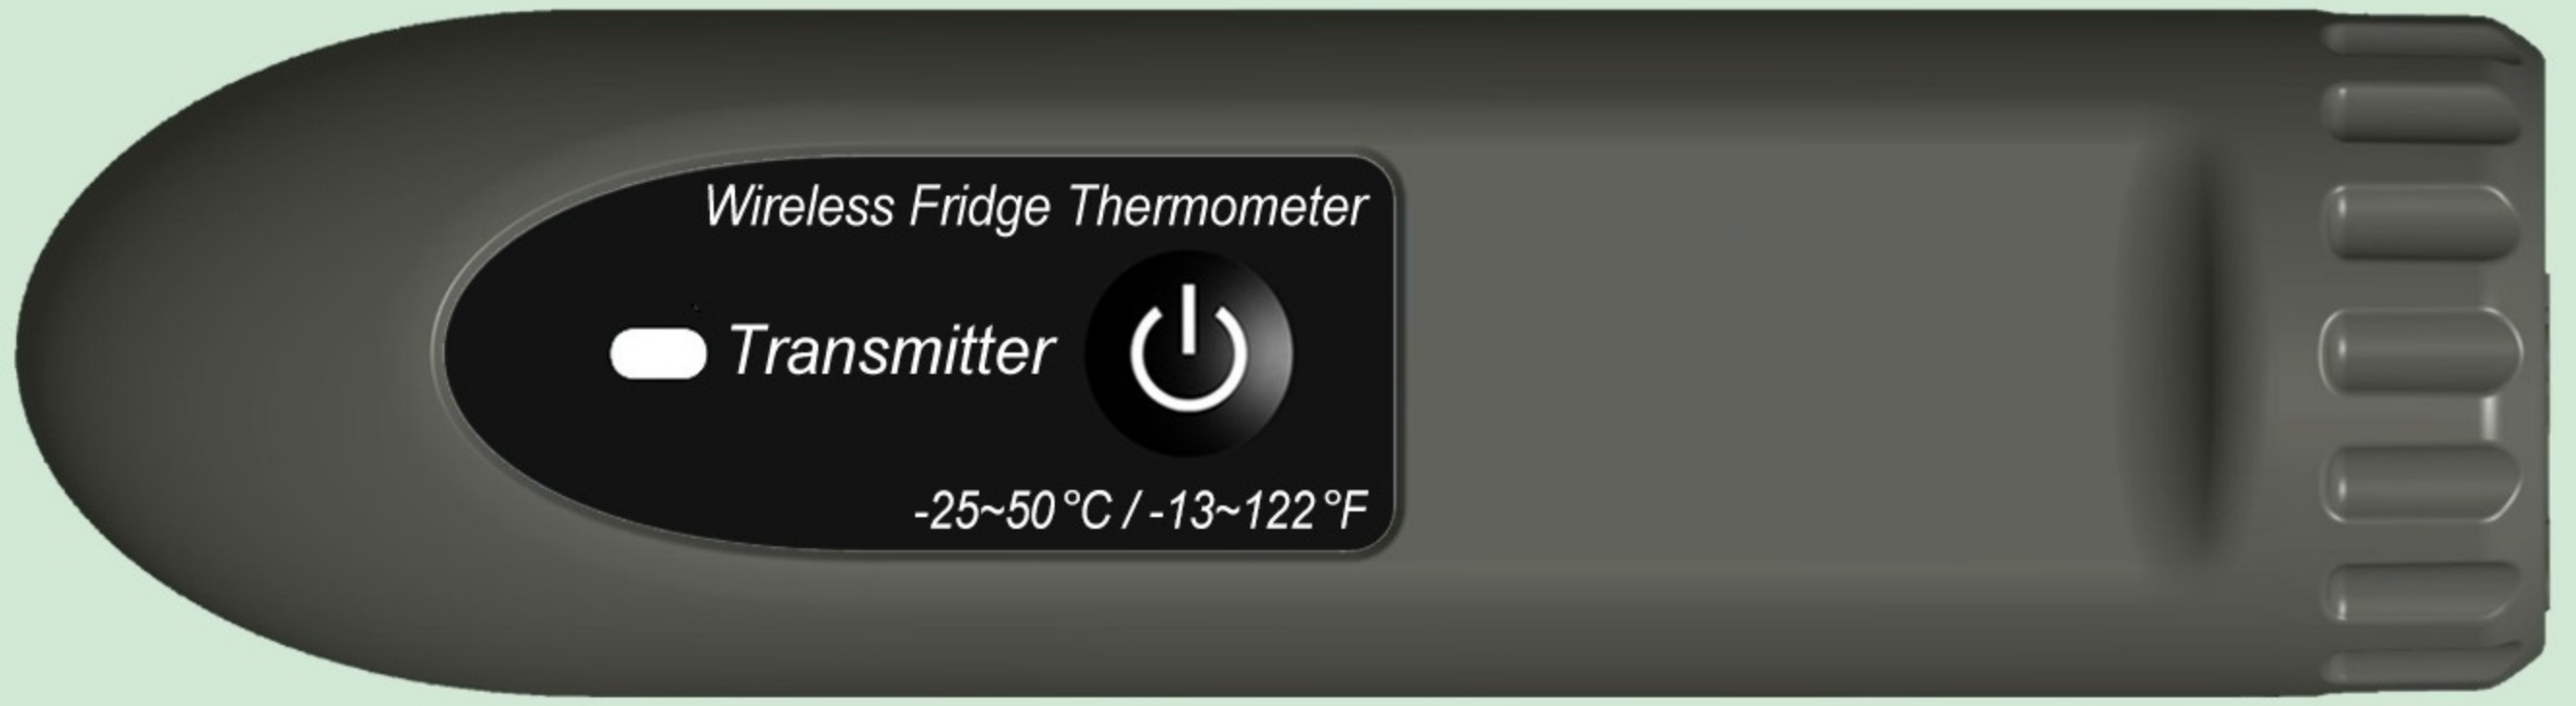 Wireless Fridge Thermometer
Transmitter
-25~50°C / -13~122°F